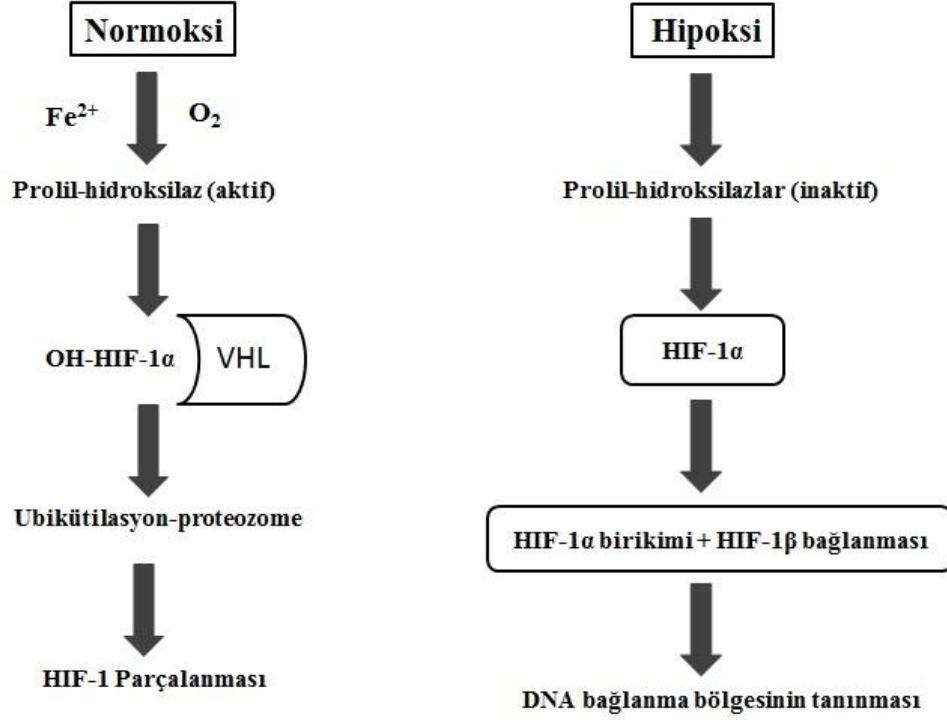 Normoksi
Fe²⁺
O₂
Prolil-hidroksilaz (aktif)
OH-HIF-1α
VHL
Ubikütilasyon-proteozome
HIF-1 Parçalanması
Hipoksi
Prolil-hidroksilazlar (inaktif)
HIF-1α
HIF-1α birikimi + HIF-1β bağlanması
DNA bağlanma bölgesinin tanınması